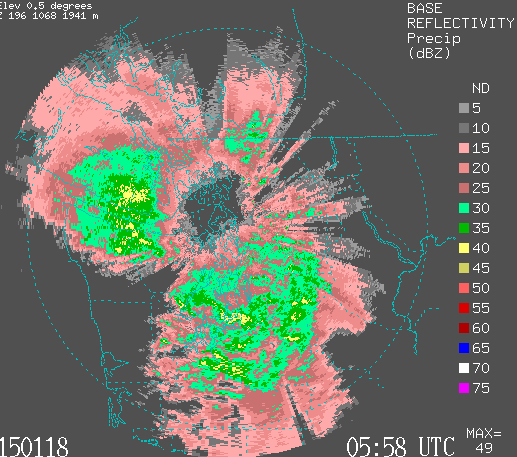 Elev 0.5 degrees
Z 196 1068 1941 m
BASE
REFLECTIVITY
Precip
(dBZ)
ND
5
10
15
20
25
30
35
40
45
50
55
60
65
70
75
MAX=
49
150118
05:58 UTC